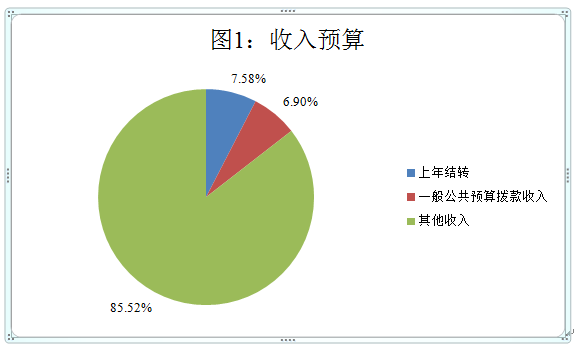 图1：收入预算
7.58%
6.90%
上年结转
一般公共预算拨款收入
其他收入
85.52%